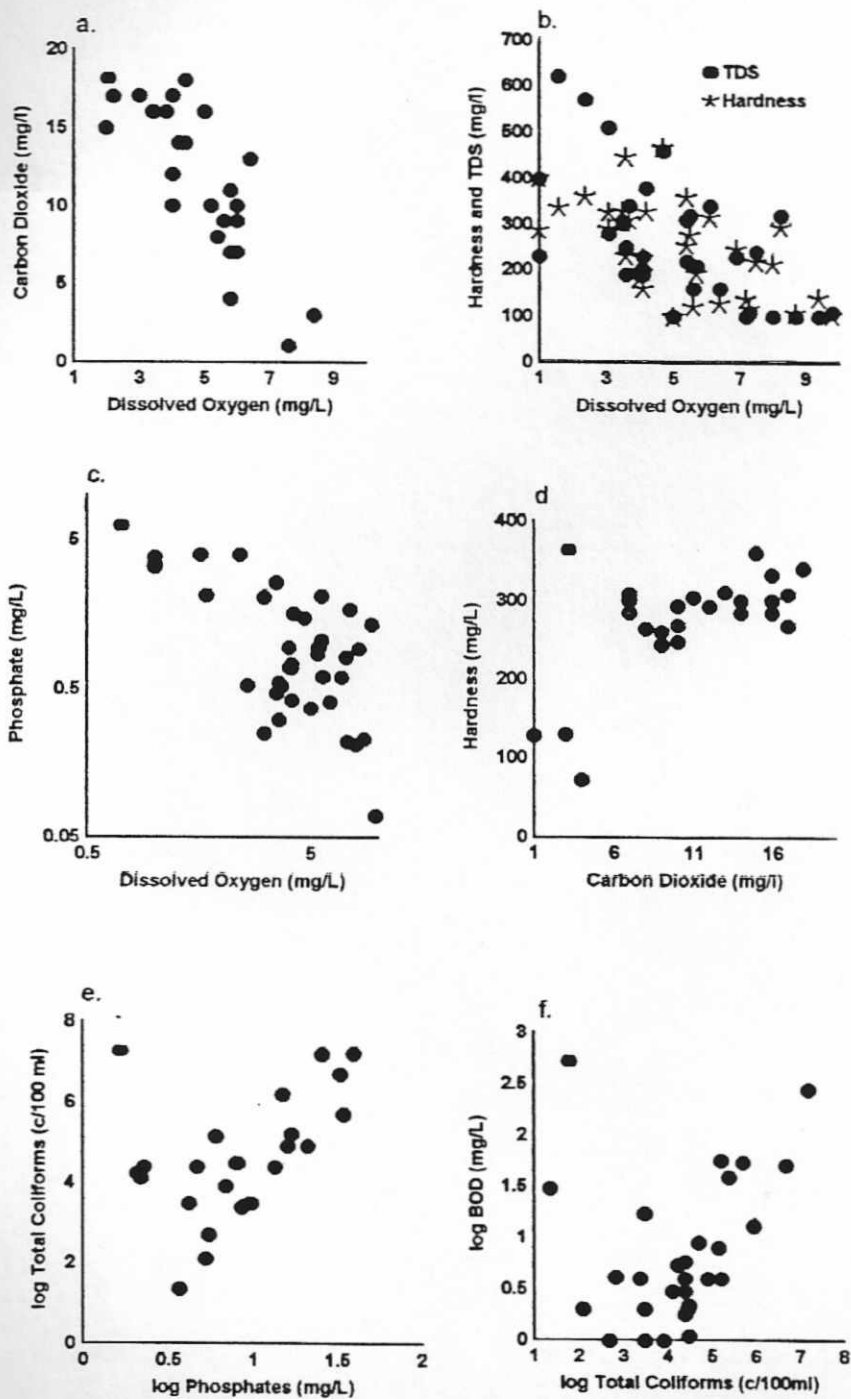 a.
20
15
10
5
0
Carbon Dioxide (mg/l)
1 3 5 7 9
Dissolved Oxygen (mg/L)
b.
700
600
500
400
300
200
100
0
Hardness and TDS (mg/l)
TDS
Hardness
1 3 5 7 9
Dissolved Oxygen (mg/L)
c.
5
0.5
0.05
Phosphate (mg/L)
0.5 5
Dissolved Oxygen (mg/L)
d
400
300
200
100
0
Hardness (mg/L)
1 6 11 16
Carbon Dioxide (mg/l)
e.
8
6
4
2
0
log Total Coliforms (c/100 ml)
0 0.5 1 1.5 2
log Phosphates (mg/L)
f.
3
2.5
2
1.5
1
0.5
0
log BOD (mg/L)
1 2 3 4 5 6 7 8
log Total Coliforms (c/100ml)